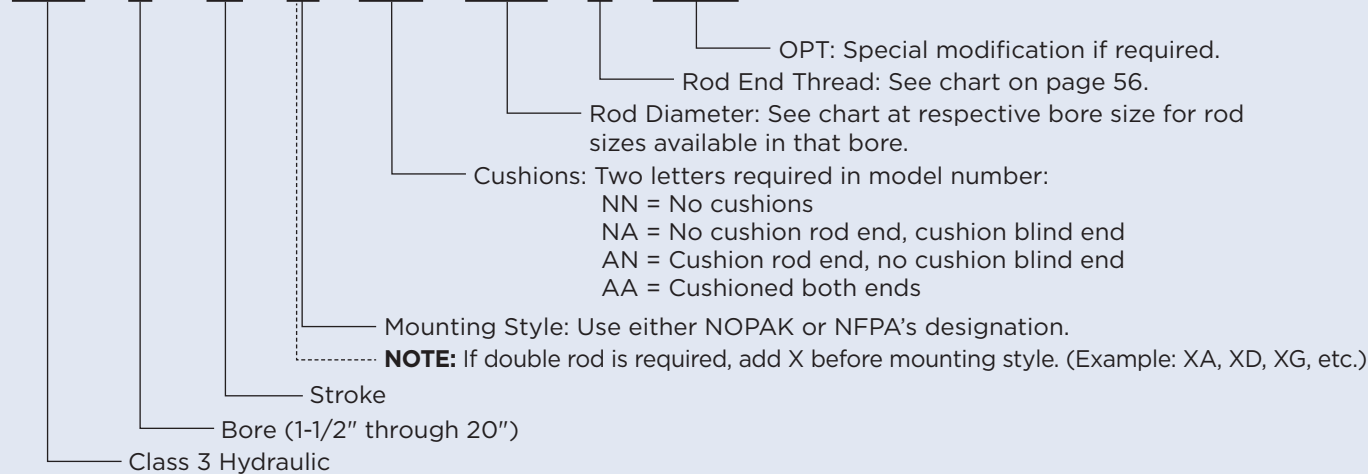 OPT: Special modification if required.
Rod End Thread: See chart on page 56.
Rod Diameter: See chart at respective bore size for rod
sizes available in that bore.
Cushions: Two letters required in model number:
NN = No cushions
NA = No cushion rod end, cushion blind end
AN = Cushion rod end, no cushion blind end
AA = Cushioned both ends
Mounting Style: Use either NOPAK or NFPA's designation.
NOTE: If double rod is required, add X before mounting style. (Example: XA, XD, XG, etc.)
Stroke
Bore (1-1/2" through 20")
Class 3 Hydraulic